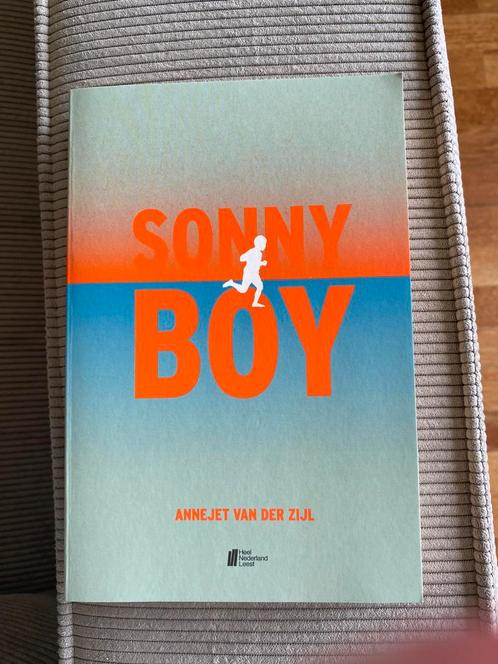 SONNY
BOY
ANNEJET VAN DER ZIJL
Heel
Nederland
Leest